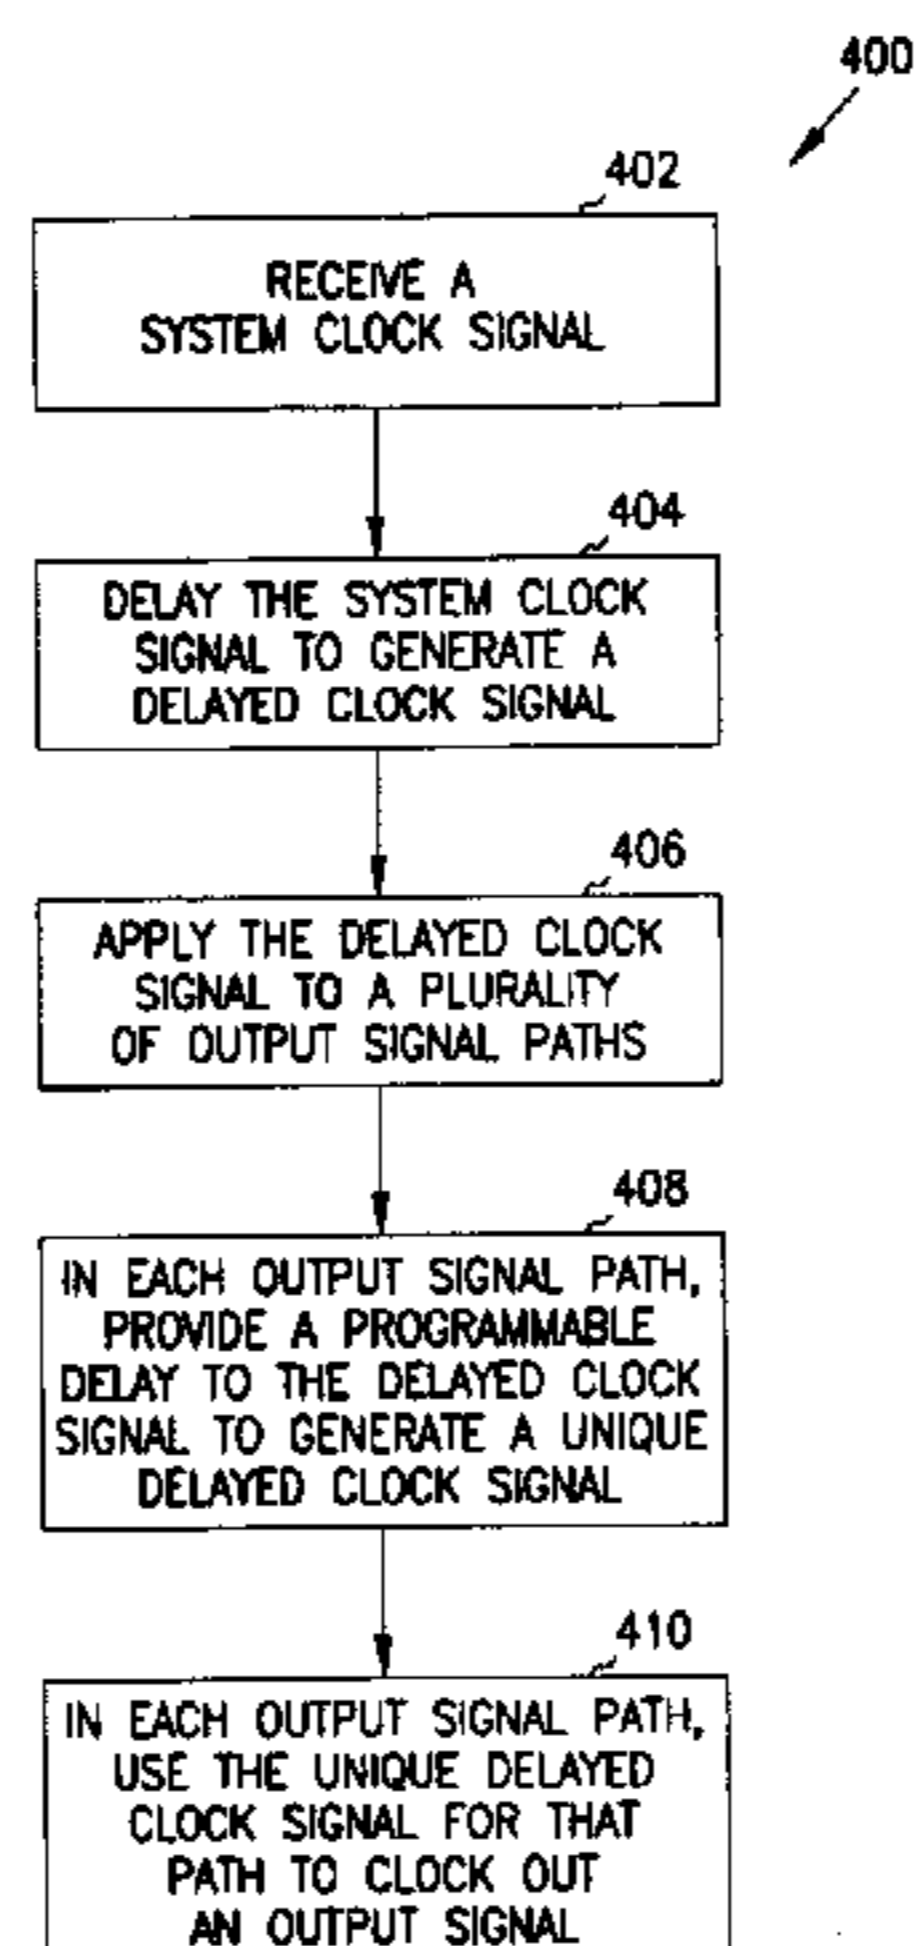 400
402
RECEIVE A
SYSTEM CLOCK SIGNAL
404
DELAY THE SYSTEM CLOCK
SIGNAL TO GENERATE A
DELAYED CLOCK SIGNAL
406
APPLY THE DELAYED CLOCK
SIGNAL TO A PLURALITY
OF OUTPUT SIGNAL PATHS
408
IN EACH OUTPUT SIGNAL PATH,
PROVIDE A PROGRAMMABLE
DELAY TO THE DELAYED CLOCK
SIGNAL TO GENERATE A UNIQUE
DELAYED CLOCK SIGNAL
410
IN EACH OUTPUT SIGNAL PATH,
USE THE UNIQUE DELAYED
CLOCK SIGNAL FOR THAT
PATH TO CLOCK OUT
AN OUTPUT SIGNAL